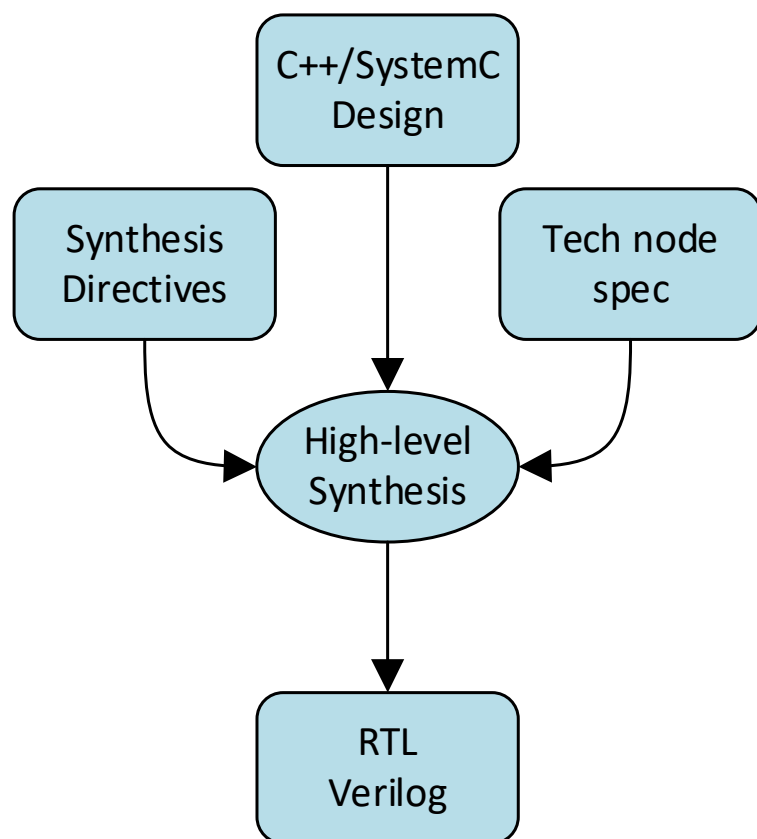 C++/SystemC
Design
Synthesis
Directives
Tech node
spec
High-level
Synthesis
RTL
Verilog